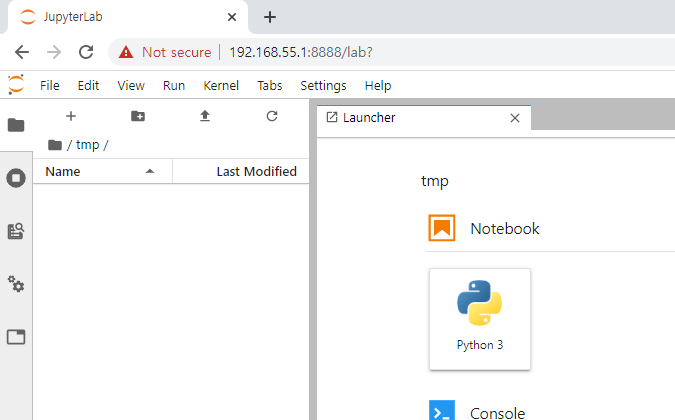 JupyterLab
Not secure 192.168.55.1:8888/lab?
File Edit View Run Kernel Tabs Settings Help
Launcher
/ tmp /
Name Last Modified
tmp
Notebook
Python 3
Console